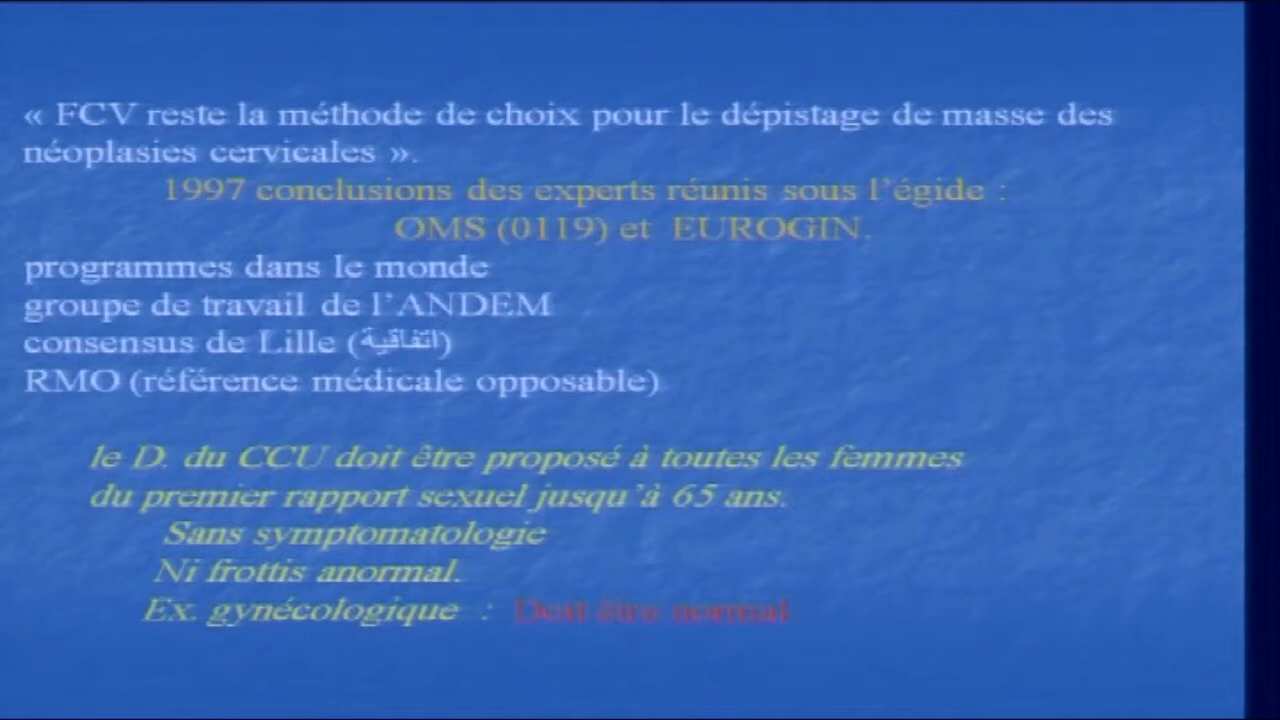 « FCV reste la méthode de choix pour le dépistage de masse des
néoplasies cervicales ».
1997 conclusions des experts réunis sous l’égide :
OMS (0119) et EUROGIN.
programmes dans le monde
groupe de travail de l’ANDEM
consensus de Lille (اتفاقية)
RMO (référence médicale opposable)
le D. du CCU doit être proposé à toutes les femmes
du premier rapport sexuel jusqu’à 65 ans.
Sans symptomatologie
Ni frottis anormal.
Ex. gynécologique : Doit être normal